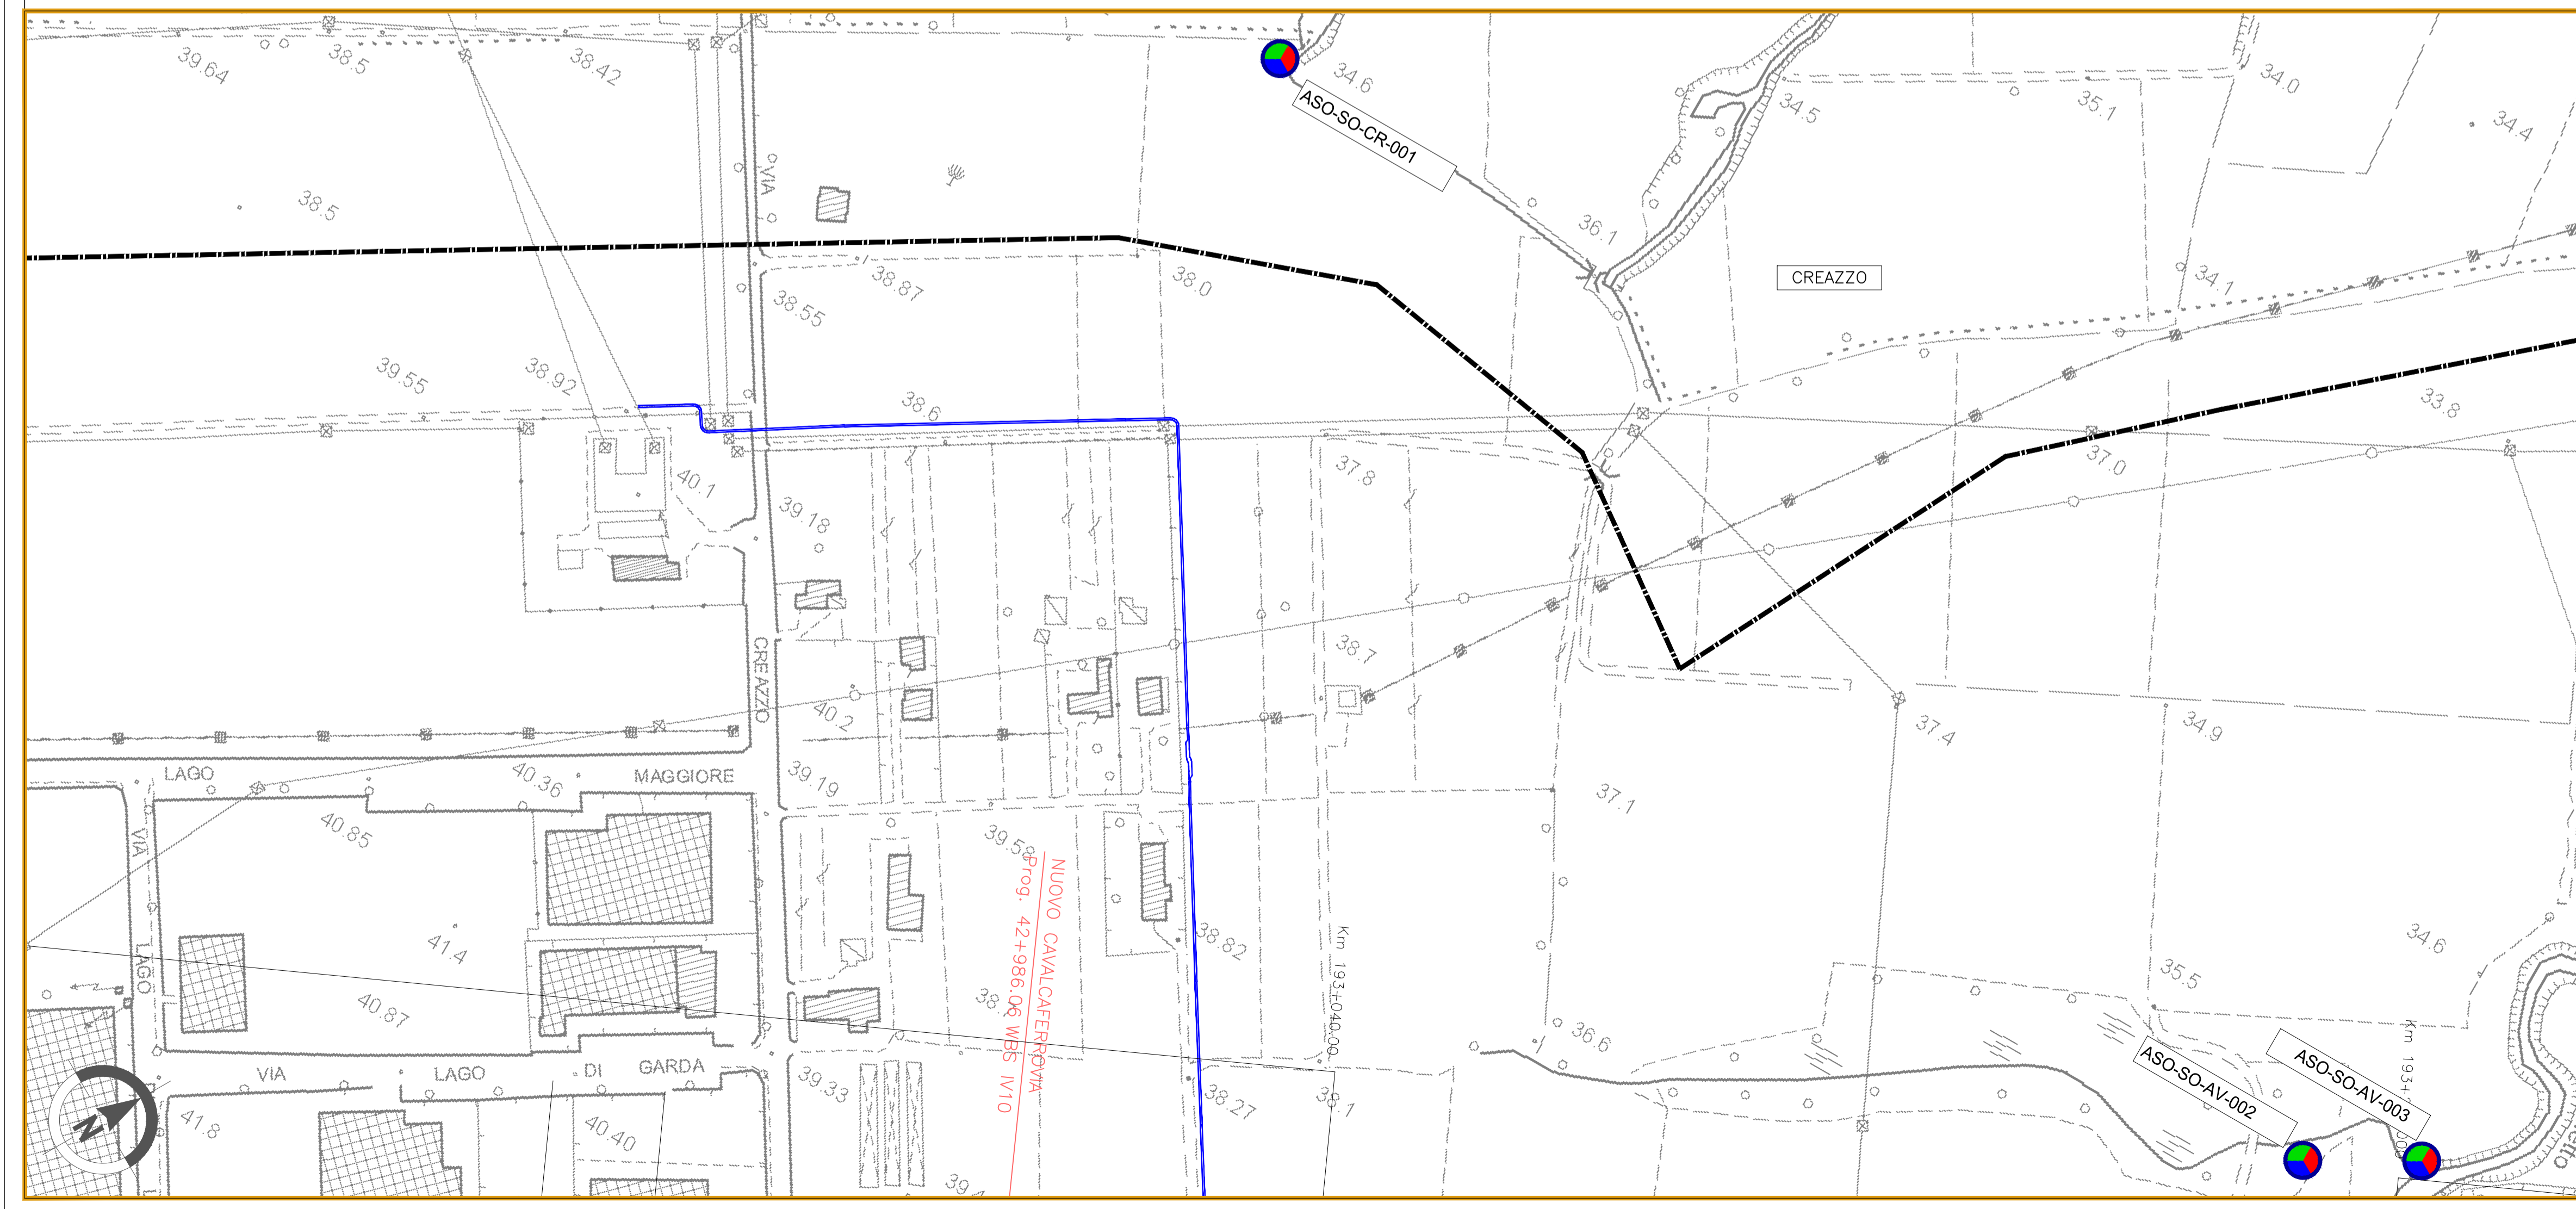 39.64
38.5
38.42
34.6
34.5
35.1
34.0
34.4
ASO-SO-CR-001
VIA
38.5
36.1
CREAZZO
38.87
38.0
34.1
38.55
39.55
38.92
38.6
33.8
40.1
37.8
37.0
39.18
38.7
CREAZZO
40.2
37.4
34.9
LAGO
MAGGIORE
40.36
39.19
37.1
40.85
VIA
39.58
NUOVO CAVALCAFERROVIA
Prog. 42+986.06 WBS IV10
41.4
38.82
Km 193+040.00
34.6
35.5
LAGO
40.87
36.6
ASO-SO-AV-002
ASO-SO-AV-003
VIA
LAGO
DI
GARDA
39.33
38.27
38.1
N
41.8
40.40